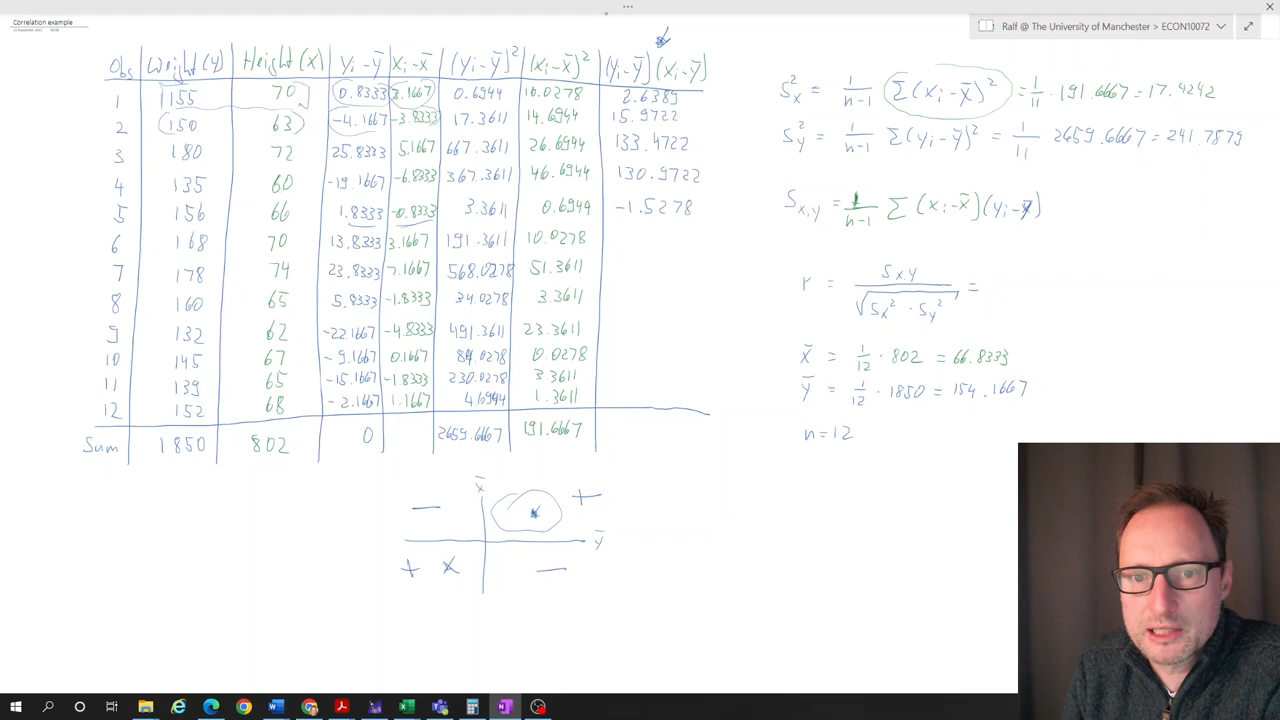 Correlation example
Ralf @ The University of Manchester > ECON10072
Obs Weight (Y) Height (X) Yi-Ȳ Xi-X̄ (Yi-Ȳ)² (Xi-X̄)² (Yi-Ȳ)(Xi-X̄)
1 155 70 0.8333 3.1667 0.6944 10.0278 2.6389
2 150 63 -4.1667 -3.8333 17.3611 14.6944 15.9722
3 180 72 25.8333 5.1667 667.3611 26.6944 133.4722
4 135 60 -19.1667 -6.8333 367.3611 46.6944 130.9722
5 156 66 1.8333 -0.8333 3.3611 0.6944 -1.5278
6 168 70 13.8333 3.1667 191.3611 10.0278
7 178 74 23.8333 7.1667 568.0278 51.3611
8 160 65 5.8333 -1.8333 34.0278 3.3611
9 132 62 -22.1667 -4.8333 491.3611 23.3611
10 145 67 -9.1667 0.1667 84.0278 0.0278
11 139 65 -15.1667 -1.8333 230.0278 3.3611
12 152 68 -2.1667 1.1667 4.6944 1.3611
Sum 1850 802 0 2659.6667 191.6667
Sx² = 1/(n-1) Σ(xi-x̄)² = 1/11 · 191.6667 = 17.4242
Sy² = 1/(n-1) Σ(yi-ȳ)² = 1/11 2659.6667 = 241.7879
Sx,y = 1/(n-1) Σ (xi-x̄)(yi-ȳ)
r = Sx,y / √(Sx² · Sy²) =
x̄ = 1/12 · 802 = 66.8333
ȳ = 1/12 · 1850 = 154.1667
n=12
x̄
− +
ȳ
+ −